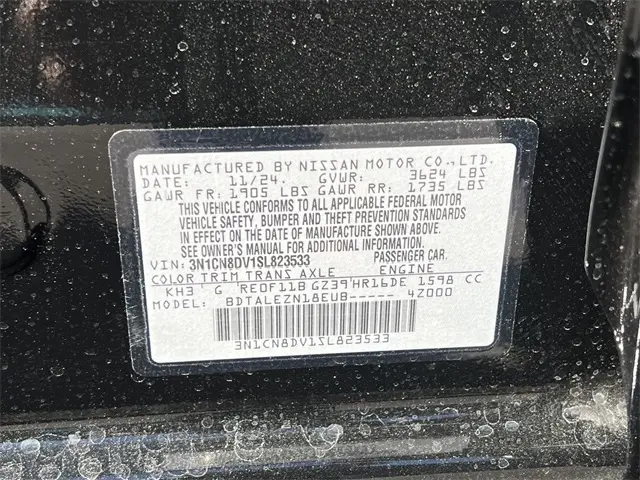 MANUFACTURED BY NISSAN MOTOR CO.,LTD.
DATE: 11/24. GVWR: 3624 LBS
GAWR FR: 1905 LBS GAWR RR: 1735 LBS
THIS VEHICLE CONFORMS TO ALL APPLICABLE FEDERAL MOTOR
VEHICLE SAFETY, BUMPER AND THEFT PREVENTION STANDARDS
IN EFFECT ON THE DATE OF MANUFACTURE SHOWN ABOVE.
SEE OWNER'S MANUAL FOR ADDITIONAL INFORMATION.
VIN: 3N1CN8DV1SL823533 PASSENGER CAR.
COLOR TRIM TRANS AXLE ENGINE
KH3 G RE0F11B GZ39 HR16DE 1598 CC
MODEL: BDTALEZN18EUB----- 4Z000
3N1CN8DV1SL823533